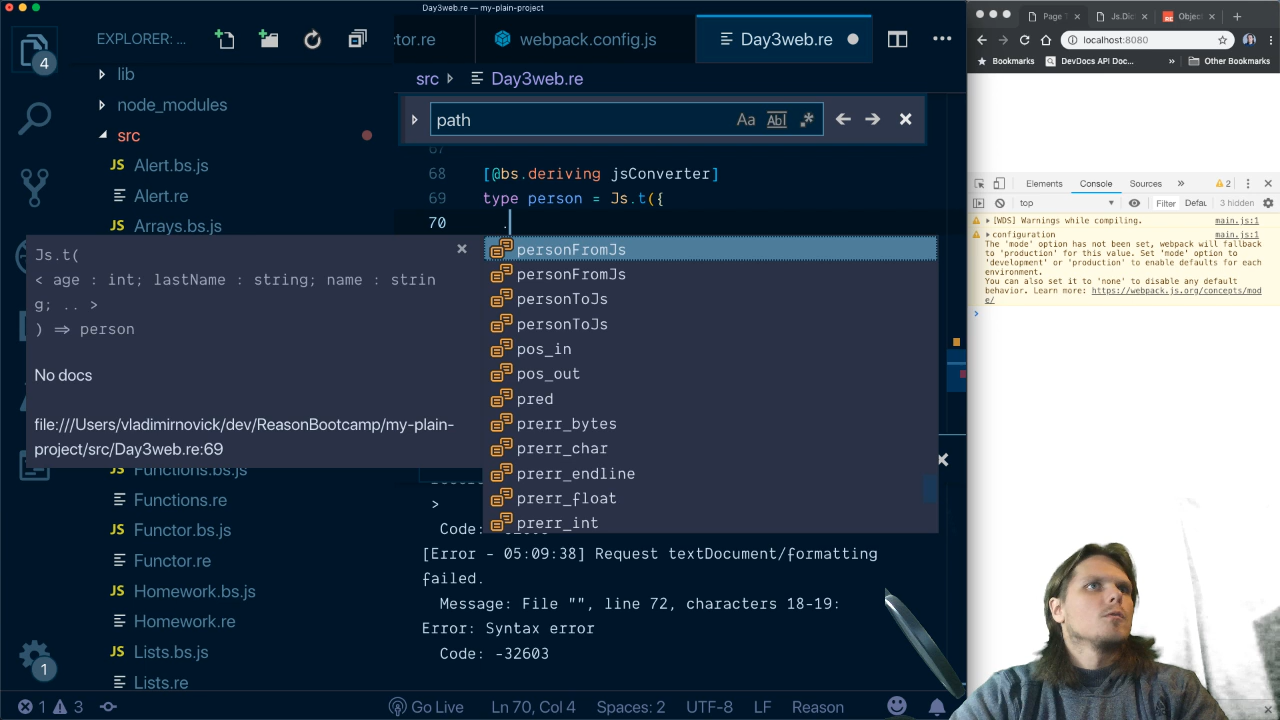 Day3web.re — my-plain-project
EXPLORER: ...
tor.re
webpack.config.js
Day3web.re
4
lib
node_modules
src
Alert.bs.js
Alert.re
Arrays.bs.js
src
Day3web.re
path
Aa
Abl
68 [@bs.deriving jsConverter]
69 type person = Js.t({
70 .
Js.t(
< age : int; lastName : string; name : strin
g; .. >
) => person
No docs
file:///Users/vladimirnovick/dev/ReasonBootcamp/my-plain-
project/src/Day3web.re:69
personFromJs
personFromJs
personToJs
personToJs
pos_in
pos_out
pred
prerr_bytes
prerr_char
prerr_endline
prerr_float
prerr_int
Functions.bs.js
Functions.re
Functor.bs.js
Functor.re
Homework.bs.js
Homework.re
Lists.bs.js
Lists.re
>
Code:
[Error - 05:09:38] Request textDocument/formatting
failed.
Message: File "", line 72, characters 18-19:
Error: Syntax error
Code: -32603
1
1
3
Go Live
Ln 70, Col 4
Spaces: 2
UTF-8
LF
Reason
Page T
Js.Dic
RE
Objec
localhost:8080
Bookmarks
DevDocs API Doc...
»
Other Bookmarks
Elements
Console
Sources
»
2
top
Filter
Defau
3 hidden
[WDS] Warnings while compiling.
main.js:1
configuration
main.js:1
The 'mode' option has not been set, webpack will fallback
to 'production' for this value. Set 'mode' option to
'development' or 'production' to enable defaults for each
environment.
You can also set it to 'none' to disable any default
behavior. Learn more: https://webpack.js.org/concepts/mod
e/